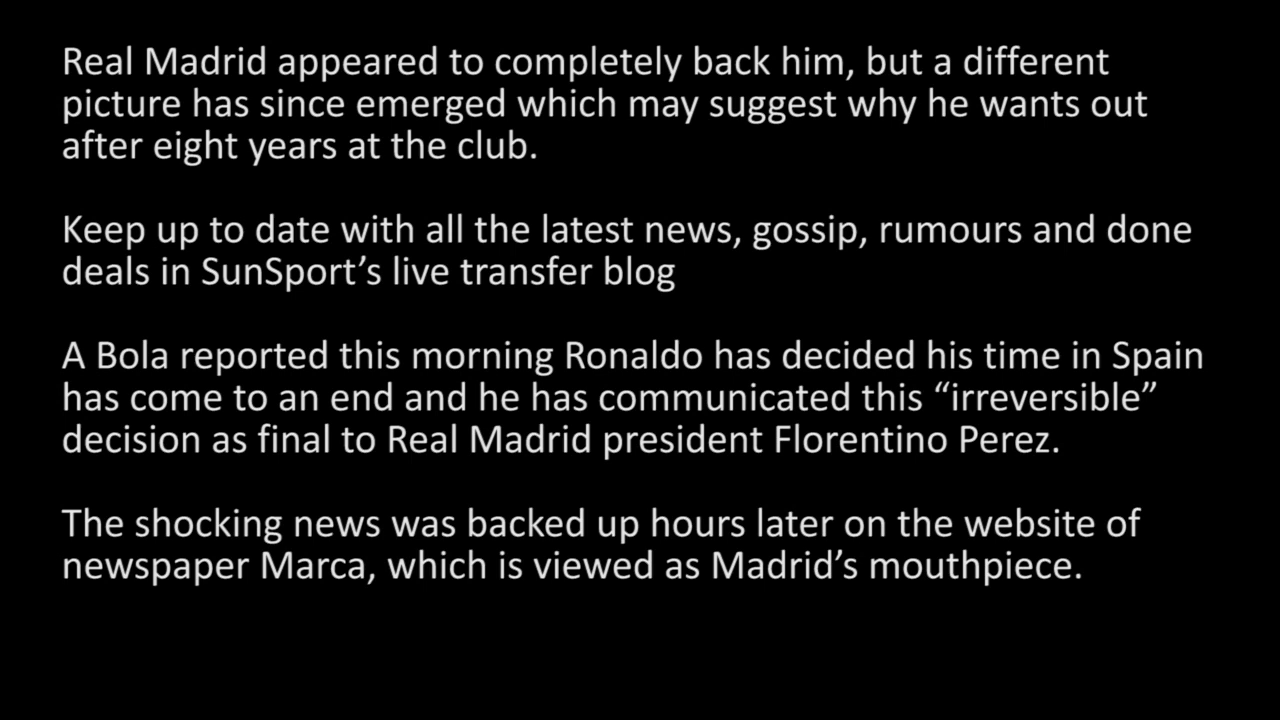 Real Madrid appeared to completely back him, but a different
picture has since emerged which may suggest why he wants out
after eight years at the club.
Keep up to date with all the latest news, gossip, rumours and done
deals in SunSport’s live transfer blog
A Bola reported this morning Ronaldo has decided his time in Spain
has come to an end and he has communicated this “irreversible”
decision as final to Real Madrid president Florentino Perez.
The shocking news was backed up hours later on the website of
newspaper Marca, which is viewed as Madrid’s mouthpiece.